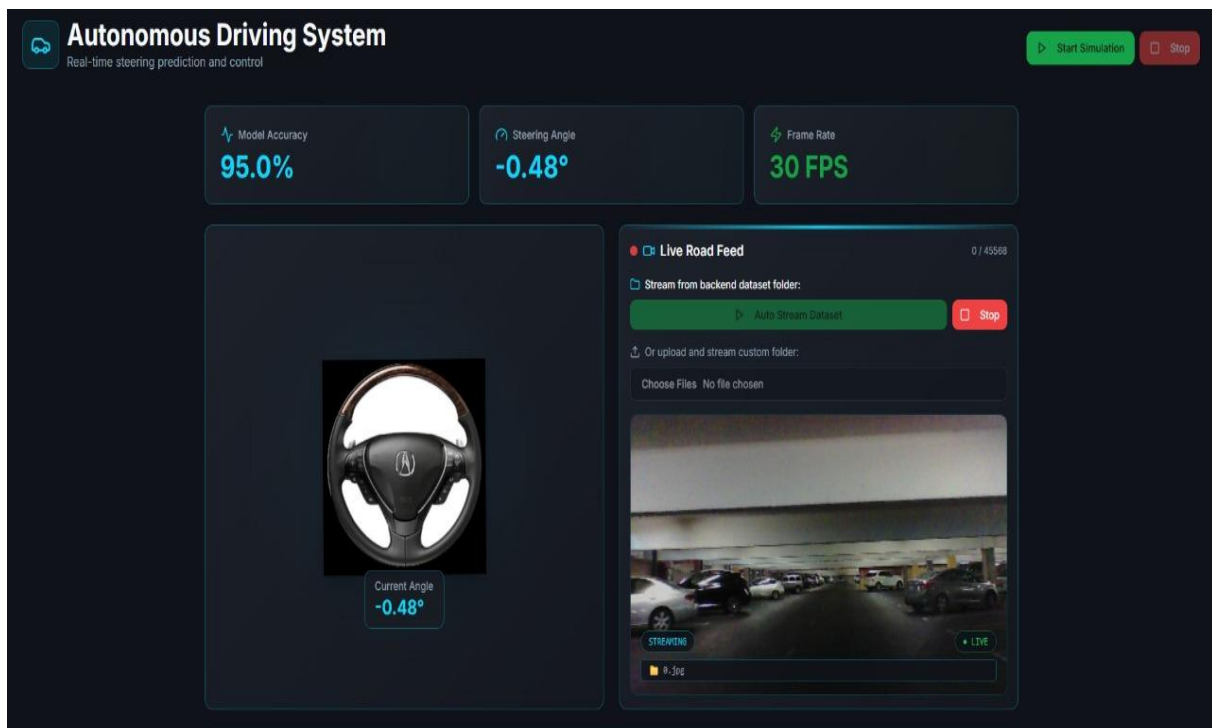 Autonomous Driving System
Real-time steering prediction and control
Start Simulation
Stop
Model Accuracy
95.0%
Steering Angle
-0.48°
Frame Rate
30 FPS
Current Angle
-0.48°
Live Road Feed
0 / 45568
Stream from backend dataset folder:
Auto Stream Dataset
Stop
Or upload and stream custom folder:
Choose Files No file chosen
STREAMING
LIVE
0.jpg